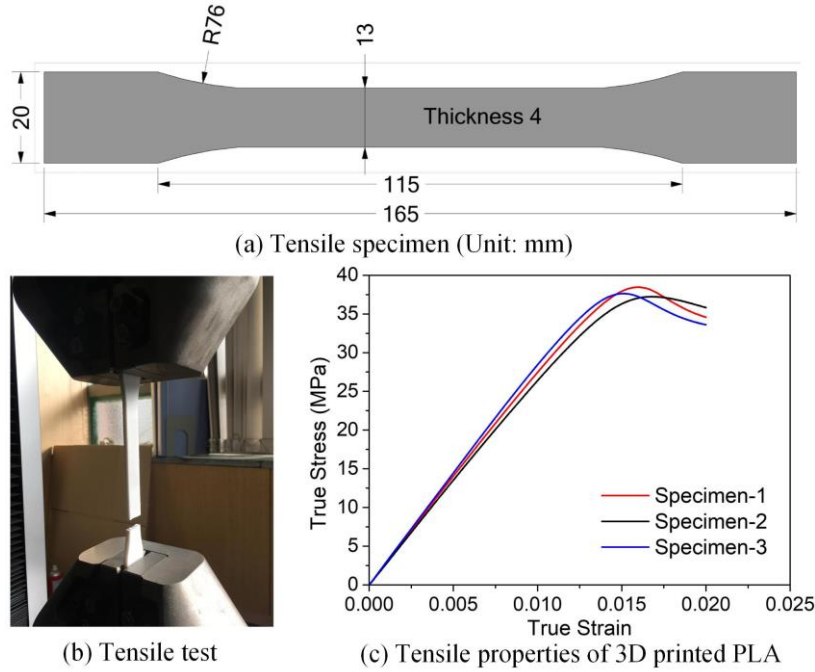 R76
13
20
Thickness 4
115
165
(a) Tensile specimen (Unit: mm)
(b) Tensile test
True Stress (MPa)
40
35
30
25
20
15
10
5
0
Specimen-1
Specimen-2
Specimen-3
0.000 0.005 0.010 0.015 0.020 0.025
True Strain
(c) Tensile properties of 3D printed PLA